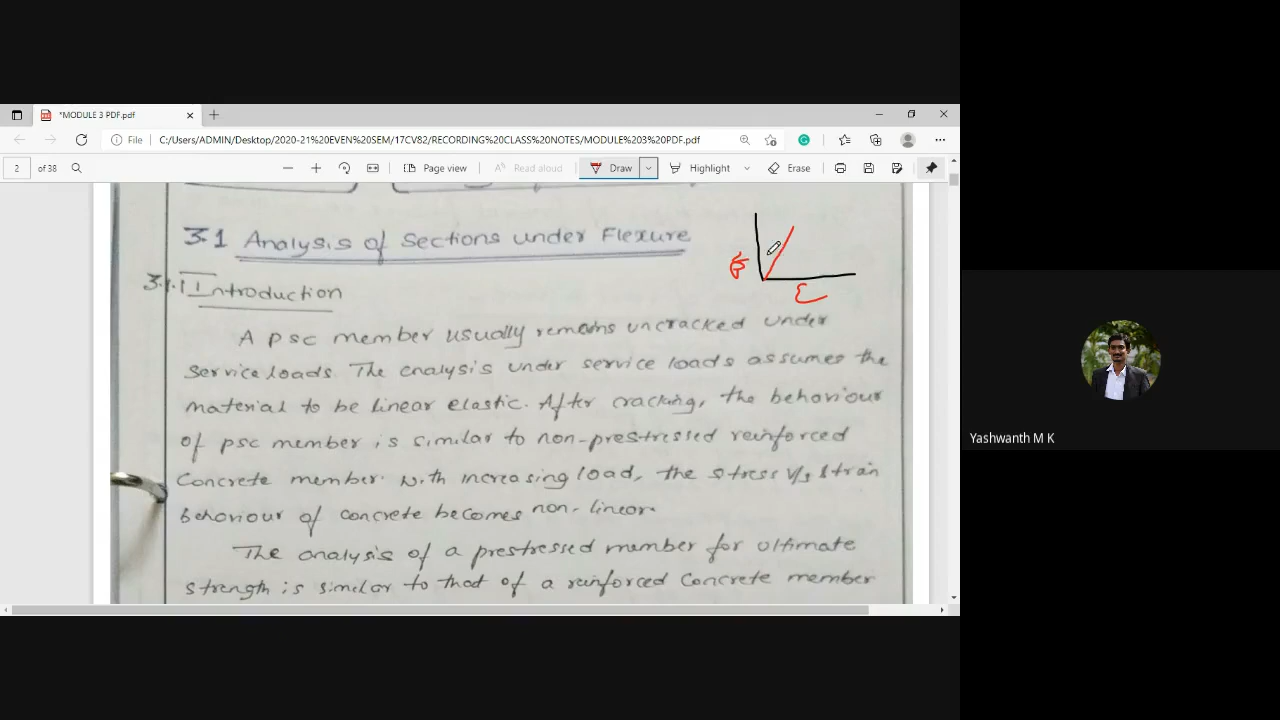 *MODULE 3 PDF.pdf
File
C:/Users/ADMIN/Desktop/2020-21%20EVEN%20SEM/17CV82/RECORDING%20CLASS%20NOTES/MODULE%203%20PDF.pdf
2 of 38
Page view
Read aloud
Draw
Highlight
Erase
3.1 Analysis of Sections under Flexure
σ
ε
3.1.1 Introduction
A psc member usually remains uncracked under
service loads. The analysis under service loads assumes the
material to be linear elastic. After cracking, the behaviour
of psc member is similar to non-prestressed reinforced
Concrete member. With increasing load, the stress v/s strain
behaviour of concrete becomes non-linear.
The analysis of a prestressed member for ultimate
strength is similar to that of a reinforced Concrete member
Yashwanth M K